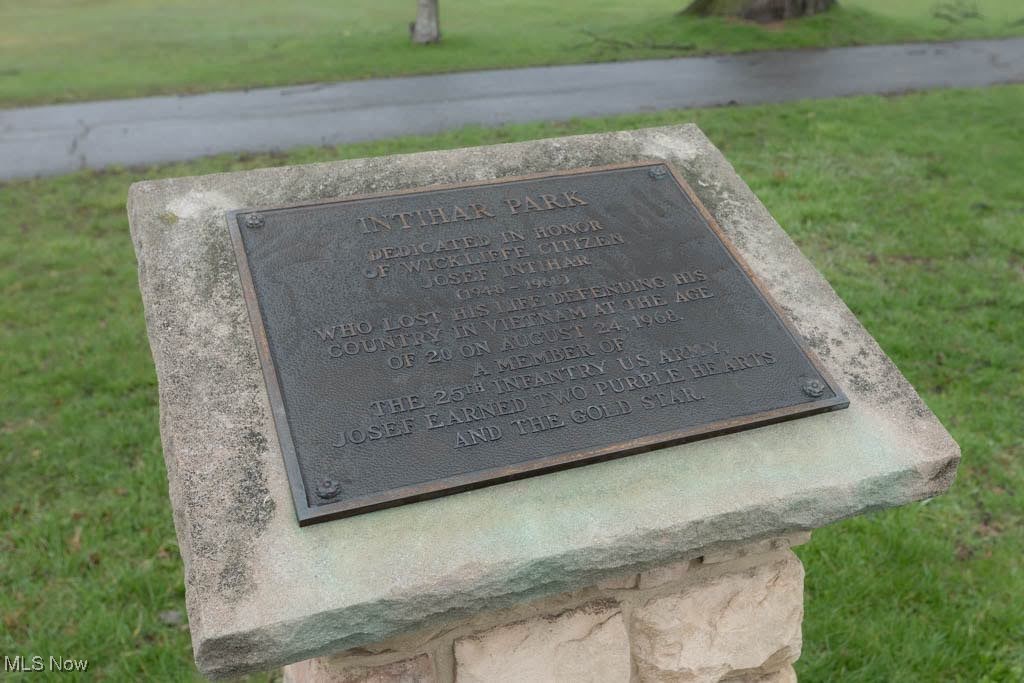 INTIHAR PARK
DEDICATED IN HONOR
OF WICKLIFFE CITIZEN
JOSEF INTIHAR
(1948 - 1968)
WHO LOST HIS LIFE DEFENDING HIS
COUNTRY IN VIETNAM AT THE AGE
OF 20 ON AUGUST 24, 1968.
A MEMBER OF
THE 25TH INFANTRY US ARMY,
JOSEF EARNED TWO PURPLE HEARTS
AND THE GOLD STAR.
MLS Now